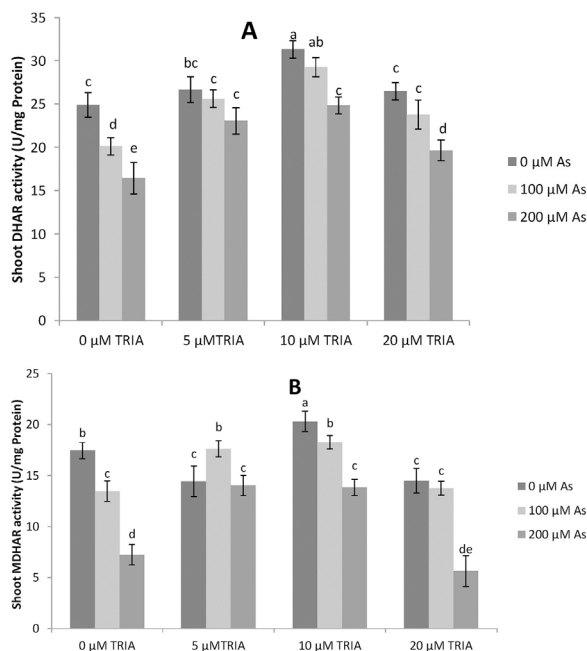 A
Shoot DHAR activity (U/mg Protein)
35
30
25
20
15
10
5
0
c
d
e
bc
c
c
a
ab
c
c
c
d
0 µM TRIA
5 µMTRIA
10 µM TRIA
20 µM TRIA
0 µM As
100 µM As
200 µM As
B
Shoot MDHAR activity (U/mg Protein)
25
20
15
10
5
0
b
c
d
c
b
c
a
b
c
c
c
de
0 µM TRIA
5 µMTRIA
10 µM TRIA
20 µM TRIA
0 µM As
100 µM As
200 µM As